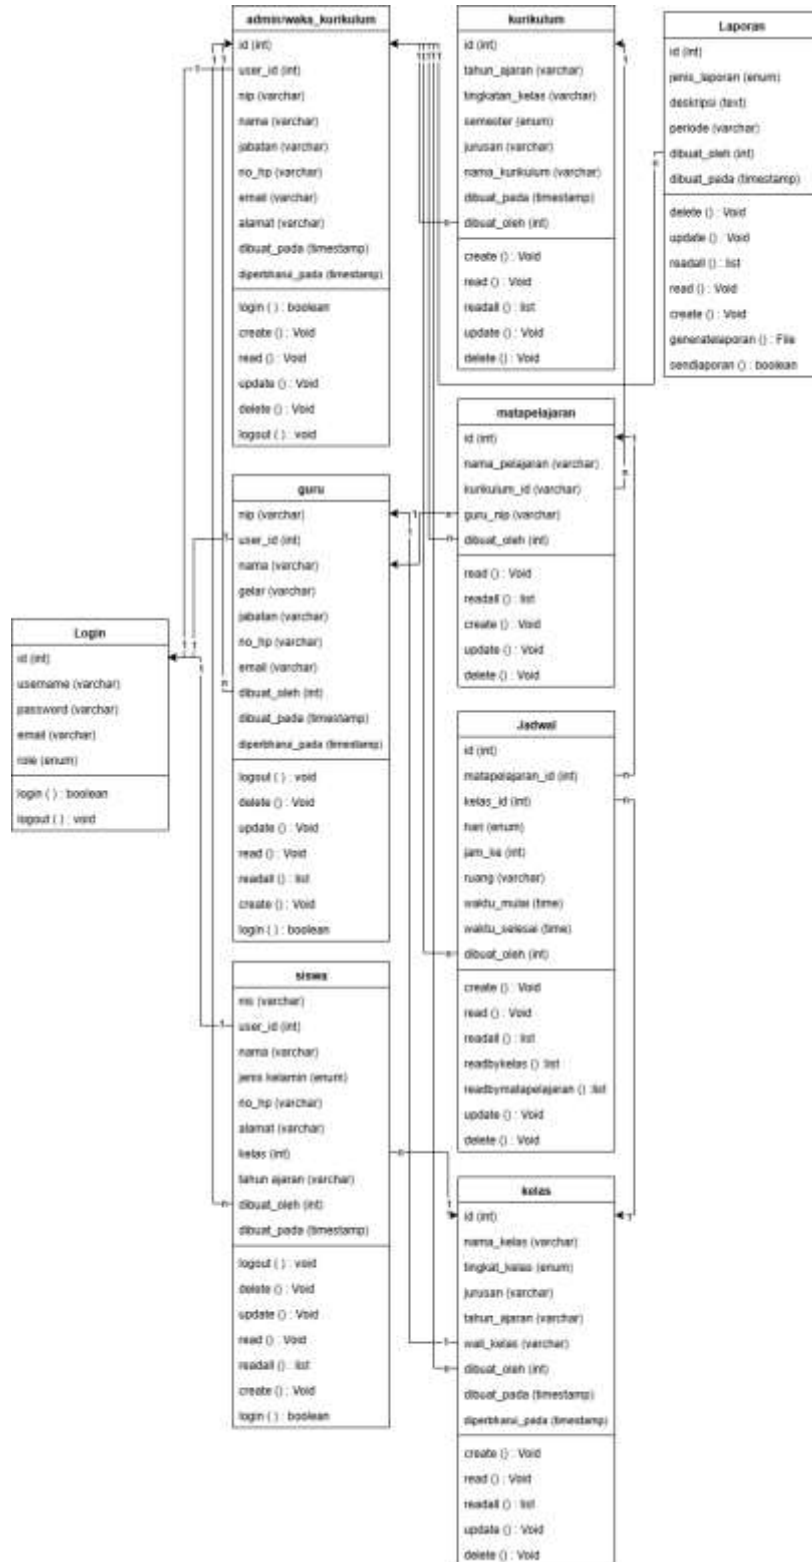 admin/waka_kurikulum
id (int)
user_id (int)
nip (varchar)
nama (varchar)
jabatan (varchar)
no_hp (varchar)
email (varchar)
alamat (varchar)
dibuat_pada (timestamp)
diperbharui_pada (timestamp)
login ( ) : boolean
create () : Void
read () : Void
update () : Void
delete () : Void
logout ( ) : void
kurikulum
id (int)
tahun_ajaran (varchar)
tingkatan_kelas (varchar)
semester (enum)
jurusan (varchar)
nama_kurikulum (varchar)
dibuat_pada (timestamp)
dibuat_oleh (int)
create () : Void
read () : Void
readall () : list
update () : Void
delete () : Void
Laporan
id (int)
jenis_laporan (enum)
deskripsi (text)
periode (varchar)
dibuat_oleh (int)
dibuat_pada (timestamp)
delete () : Void
update () : Void
readall () : list
read () : Void
create () : Void
generatelaporan () : File
sendlaporan () : boolean
matapelajaran
id (int)
nama_pelajaran (varchar)
kurikulum_id (varchar)
guru_nip (varchar)
dibuat_oleh (int)
read () : Void
readall () : list
create () : Void
update () : Void
delete () : Void
guru
nip (varchar)
user_id (int)
nama (varchar)
gelar (varchar)
jabatan (varchar)
no_hp (varchar)
email (varchar)
dibuat_oleh (int)
dibuat_pada (timestamp)
diperbharui_pada (timestamp)
logout ( ) : void
delete () : Void
update () : Void
read () : Void
readall () : list
create () : Void
login ( ) : boolean
Login
id (int)
username (varchar)
password (varchar)
email (varchar)
role (enum)
login ( ) : boolean
logout ( ) : void
Jadwal
id (int)
matapelajaran_id (int)
kelas_id (int)
hari (enum)
jam_ke (int)
ruang (varchar)
waktu_mulai (time)
waktu_selesai (time)
dibuat_oleh (int)
create () : Void
read () : Void
readall () : list
readbykelas () :list
readbymatapelajaran () :list
update () : Void
delete () : Void
siswa
nis (varchar)
user_id (int)
nama (varchar)
jenis kelamin (enum)
no_hp (varchar)
alamat (varchar)
kelas (int)
tahun ajaran (varchar)
dibuat_oleh (int)
dibuat_pada (timestamp)
logout ( ) : void
delete () : Void
update () : Void
read () : Void
readall () : list
create () : Void
login ( ) : boolean
kelas
id (int)
nama_kelas (varchar)
tingkat_kelas (enum)
jurusan (varchar)
tahun_ajaran (varchar)
wali_kelas (varchar)
dibuat_oleh (int)
dibuat_pada (timestamp)
diperbharui_pada (timestamp)
create () : Void
read () : Void
readall () : list
update () : Void
delete () : Void